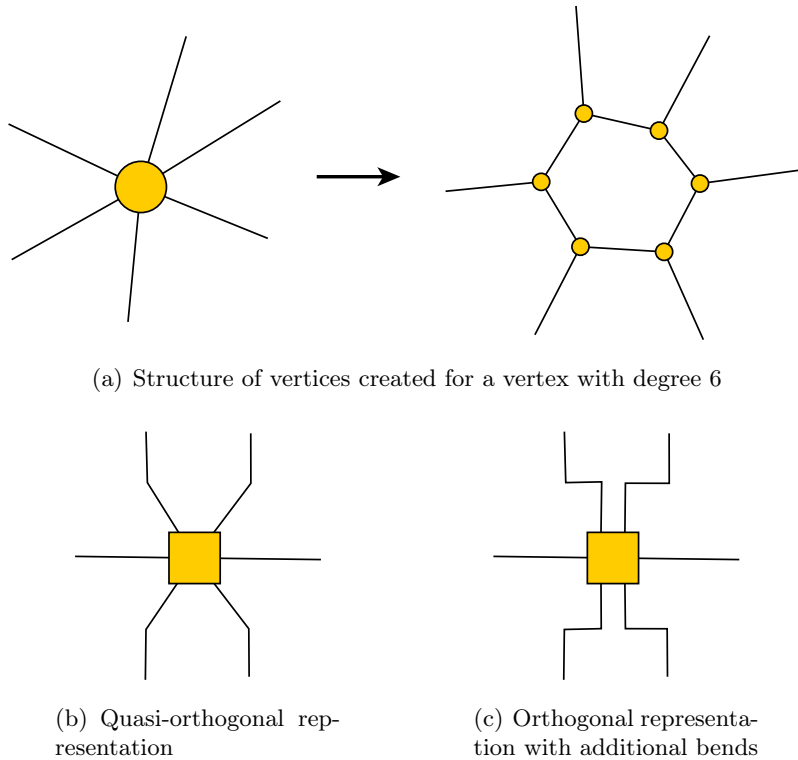 (a) Structure of vertices created for a vertex with degree 6
(b) Quasi-orthogonal rep-
resentation
(c) Orthogonal representa-
tion with additional bends